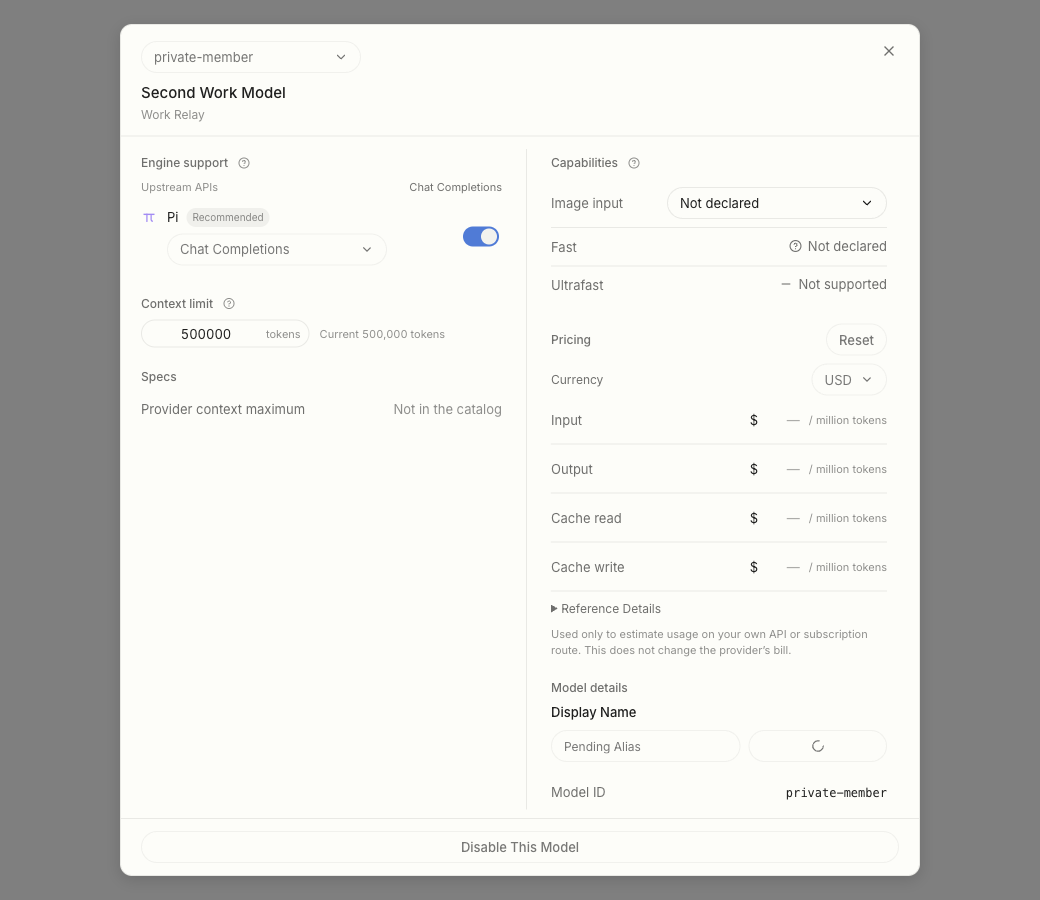 private-member
Second Work Model
Work Relay
Engine support
Upstream APIs
Chat Completions
Pi Recommended
Chat Completions
Context limit
500000 tokens Current 500,000 tokens
Specs
Provider context maximum Not in the catalog
Capabilities
Image input Not declared
Fast Not declared
Ultrafast — Not supported
Pricing Reset
Currency USD
Input $ — / million tokens
Output $ — / million tokens
Cache read $ — / million tokens
Cache write $ — / million tokens
Reference Details
Used only to estimate usage on your own API or subscription
route. This does not change the provider’s bill.
Model details
Display Name
Pending Alias
Model ID private-member
Disable This Model